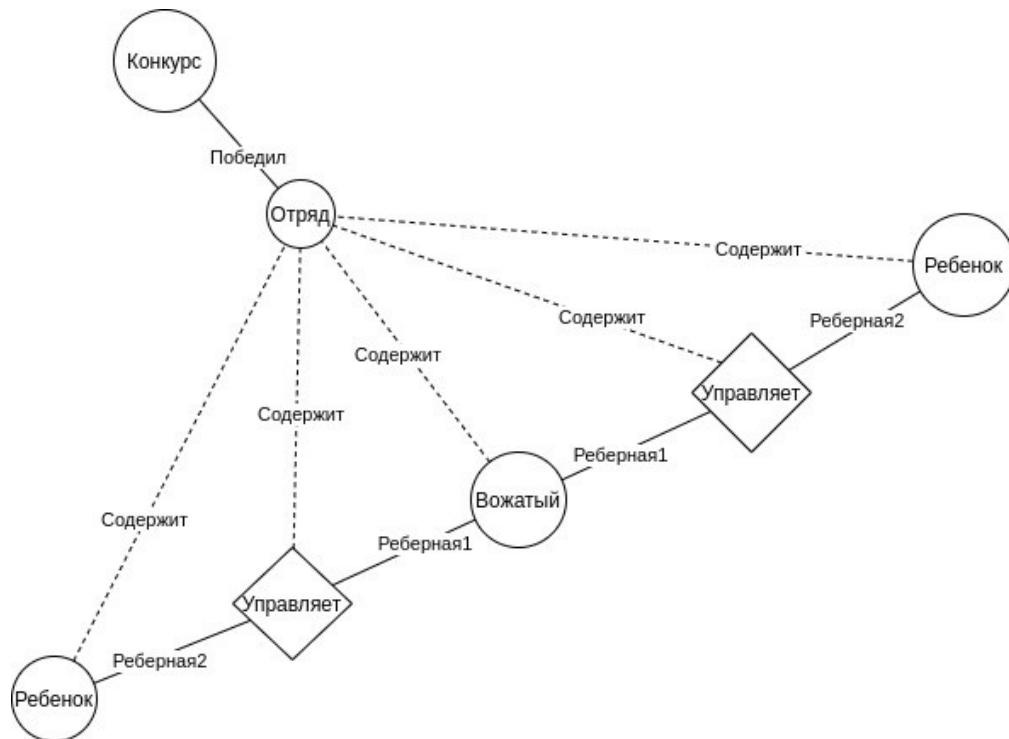 Конкурс
Победил
Отряд
Содержит
Ребенок
Содержит
Реберная2
Содержит
Управляет
Содержит
Реберная1
Вожатый
Содержит
Реберная1
Управляет
Реберная2
Ребенок